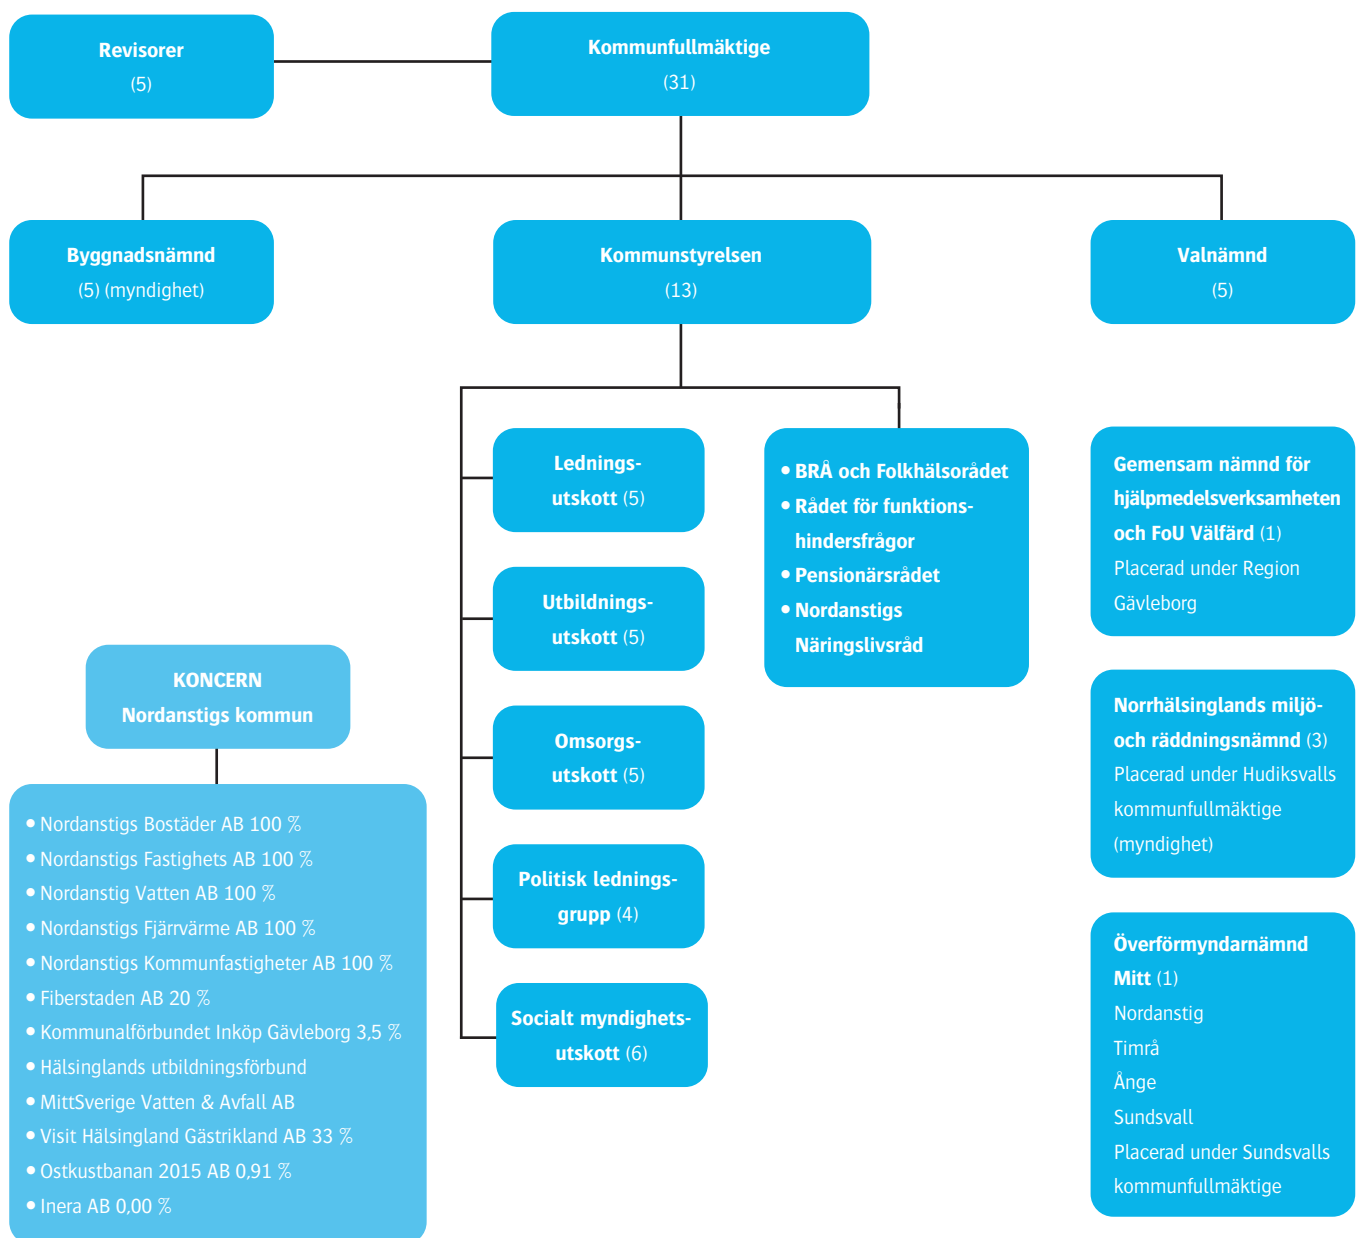 Revisorer
(5)
Kommunfullmäktige
(31)
Byggnadsnämnd
(5) (myndighet)
Kommunstyrelsen
(13)
Valnämnd
(5)
Lednings-
utskott (5)
Utbildnings-
utskott (5)
Omsorgs-
utskott (5)
Politisk lednings-
grupp (4)
Socialt myndighets-
utskott (6)
• BRÅ och Folkhälsorådet
• Rådet för funktions-
hindersfrågor
• Pensionärsrådet
• Nordanstigs
Näringslivsråd
Gemensam nämnd för
hjälpmedelsverksamheten
och FoU Välfärd (1)
Placerad under Region
Gävleborg
Norrhälsinglands miljö-
och räddningsnämnd (3)
Placerad under Hudiksvalls
kommunfullmäktige
(myndighet)
Överförmyndarnämnd
Mitt (1)
Nordanstig
Timrå
Ånge
Sundsvall
Placerad under Sundsvalls
kommunfullmäktige
KONCERN
Nordanstigs kommun
• Nordanstigs Bostäder AB 100 %
• Nordanstigs Fastighets AB 100 %
• Nordanstig Vatten AB 100 %
• Nordanstigs Fjärrvärme AB 100 %
• Nordanstigs Kommunfastigheter AB 100 %
• Fiberstaden AB 20 %
• Kommunalförbundet Inköp Gävleborg 3,5 %
• Hälsinglands utbildningsförbund
• MittSverige Vatten & Avfall AB
• Visit Hälsingland Gästrikland AB 33 %
• Ostkustbanan 2015 AB 0,91 %
• Inera AB 0,00 %